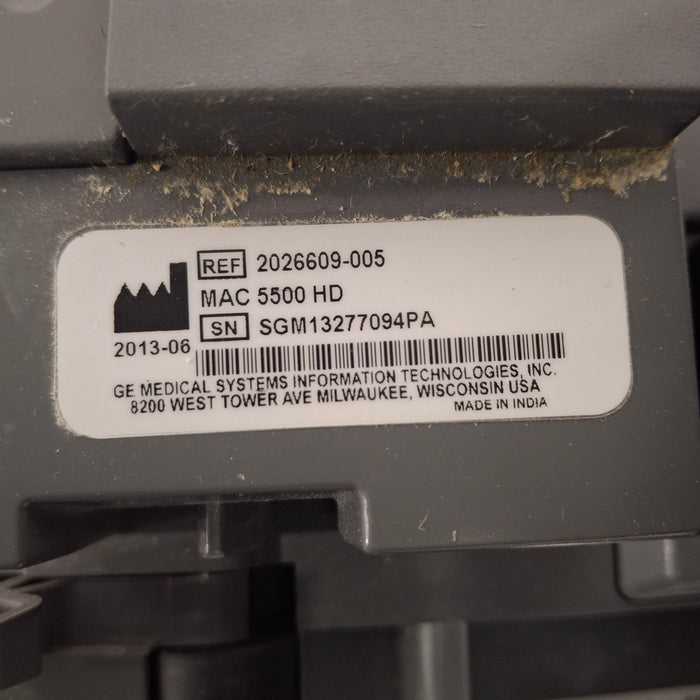 REF 2026609-005
MAC 5500 HD
SN SGM13277094PA
2013-06
GE MEDICAL SYSTEMS INFORMATION TECHNOLOGIES, INC.
8200 WEST TOWER AVE MILWAUKEE, WISCONSIN USA
MADE IN INDIA